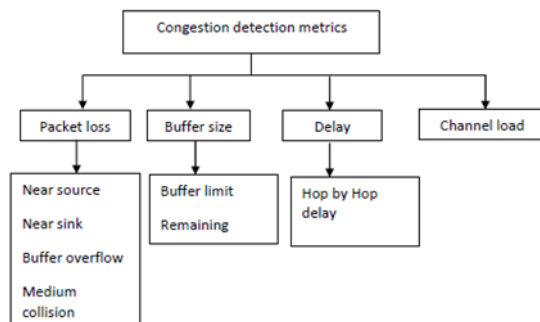 Congestion detection metrics
Packet loss
Buffer size
Delay
Channel load
Near source
Near sink
Buffer overflow
Medium
collision
Buffer limit
Remaining
Hop by Hop
delay